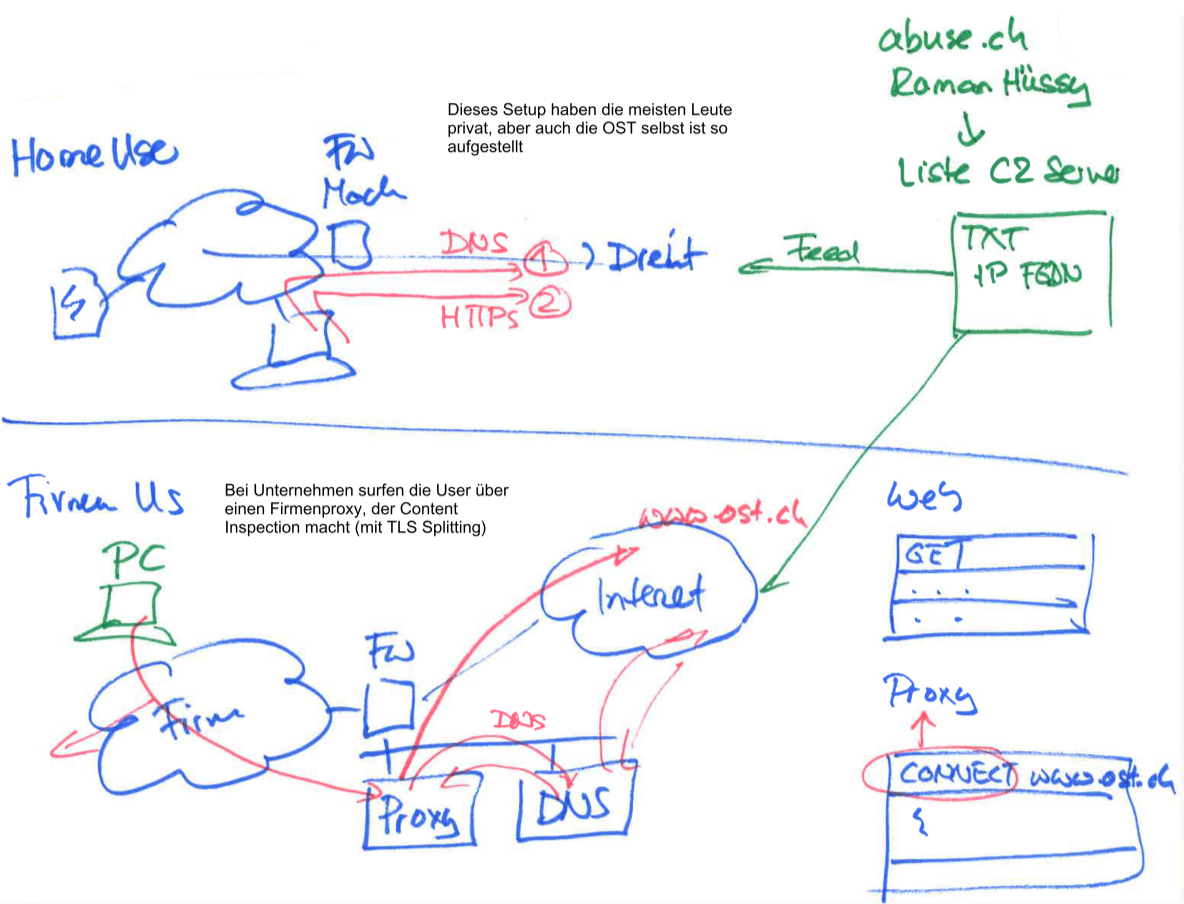 abuse.ch
Roman Hüssy
Liste C2 Server
TXT
IP FQDN
Feed
Home Use
FW
Dieses Setup haben die meisten Leute
privat, aber auch die OST selbst ist so
aufgestellt
DNS
1
Direkt
HTTPs
2
S
Firmen Us
Bei Unternehmen surfen die User über
einen Firmenproxy, der Content
Inspection macht (mit TLS Splitting)
PC
Firma
FW
www.ost.ch
Internet
DNS
Proxy
DNS
Web
GET
. . .
. .
Proxy
CONNECT www.ost.ch